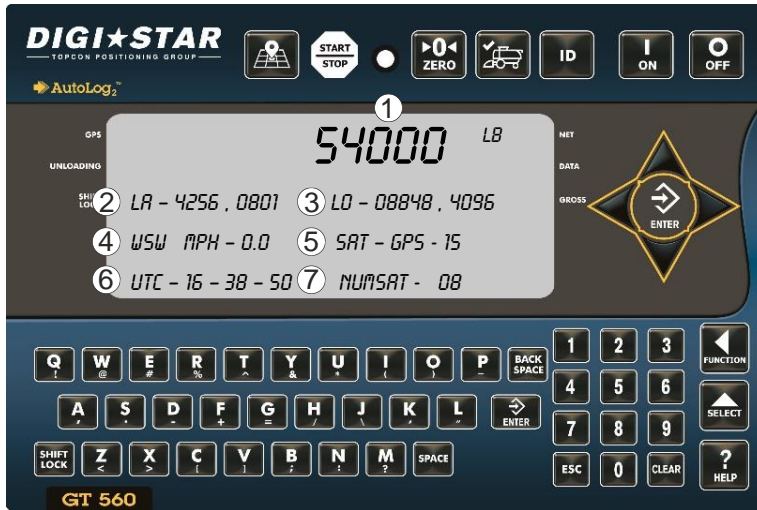 DIGI★STAR
TOPCON POSITIONING GROUP
AutoLog2™
START
STOP
►0◄
ZERO
ID
I
ON
O
OFF
1
54000 LB
GPS
UNLOADING
SHIFT
LOCK
NET
DATA
GROSS
2 LA - 4256 , 0801 3 LO - 08848 , 4096
4 WSW MPH - 0.0 5 SAT - GPS - 15
6 UTC - 16 - 38 - 50 7 NUMSAT - 08
ENTER
Q ! W @ E # R % T ^ Y & U * I ( O ) P _ BACK SPACE
A , S . D - F + G = H / J \ K ' L " ENTER
SHIFT LOCK Z < X > C [ V ] B ; N : M ? SPACE
1 2 3
4 5 6
7 8 9
ESC 0 CLEAR
FUNCTION
SELECT
?
HELP
GT 560